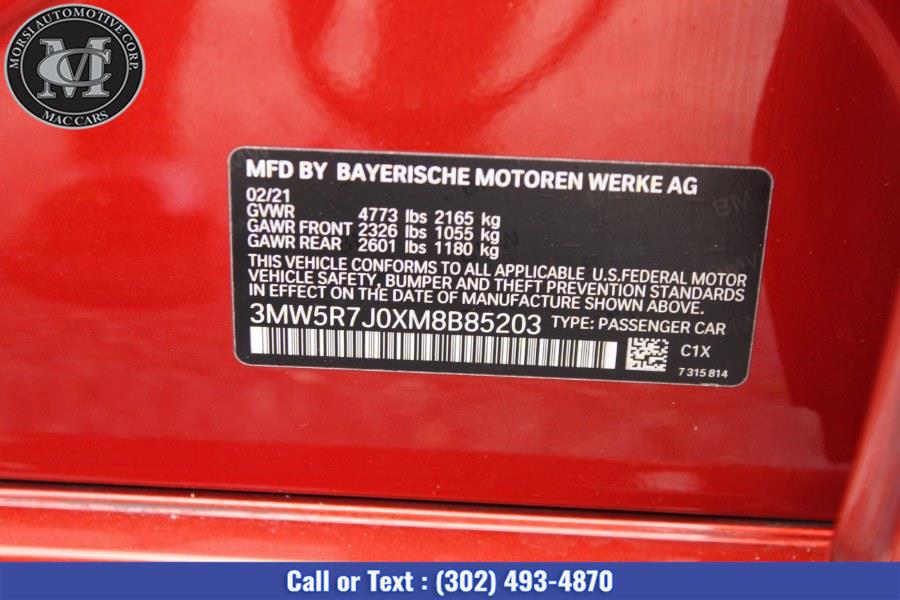 MORSI AUTOMOTIVE CORP.
MC
MAC CARS
MFD BY BAYERISCHE MOTOREN WERKE AG
02/21
GVWR 4773 lbs 2165 kg
GAWR FRONT 2326 lbs 1055 kg
GAWR REAR 2601 lbs 1180 kg
THIS VEHICLE CONFORMS TO ALL APPLICABLE U.S.FEDERAL MOTOR
VEHICLE SAFETY, BUMPER AND THEFT PREVENTION STANDARDS
IN EFFECT ON THE DATE OF MANUFACTURE SHOWN ABOVE.
3MW5R7J0XM8B85203 TYPE: PASSENGER CAR
C1X
7 315 814
Call or Text : (302) 493-4870